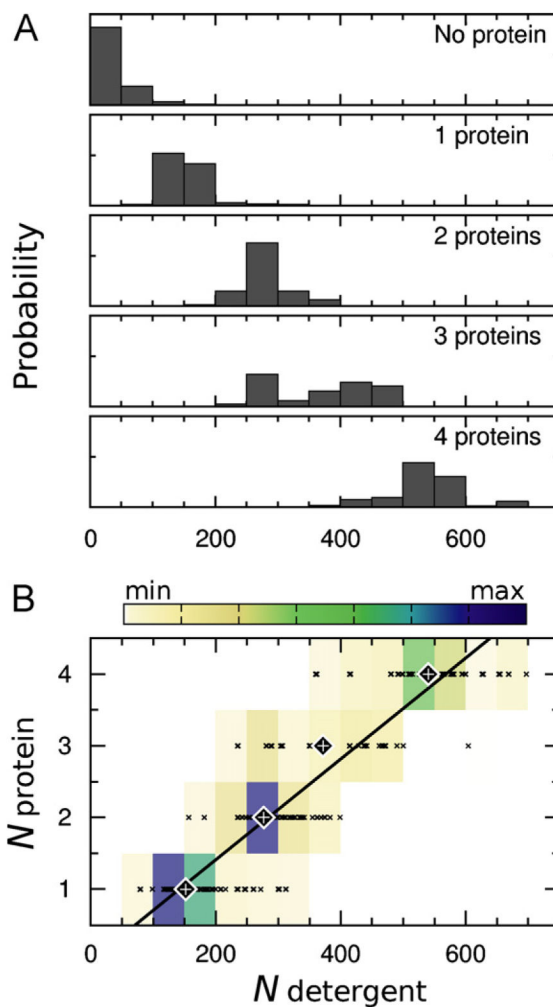 A
No protein
1 protein
2 proteins
3 proteins
4 proteins
Probability
0 200 400 600
B
min max
4
3
2
1
N protein
0 200 400 600
N detergent